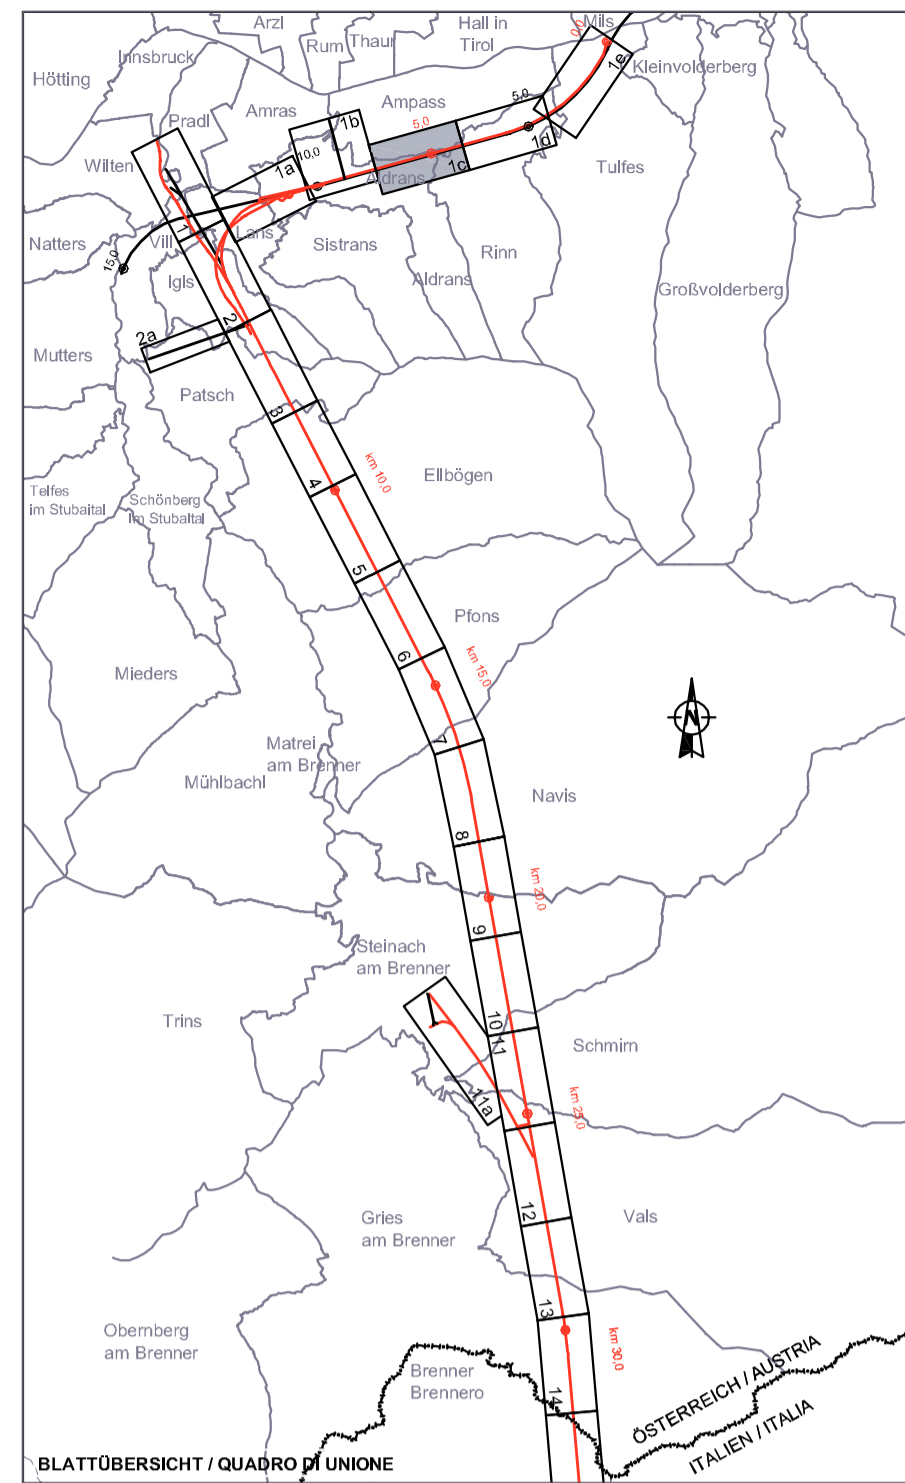 Arzl
Hall in
Tirol
Mils
0,0
Rum
Thaur
Innsbruck
Hötting
Kleinvolderberg
1e
Amras
Ampass
5,0
5,0
Pradl
1b
1d
Wilten
10,0
1a
1c
Aldrans
Tulfes
Natters
Vill
1
Lans
Sistrans
Rinn
15,0
Igls
Aldrans
Großvolderberg
2
2a
Mutters
Patsch
3
km 10,0
Ellbögen
4
Telfes
im Stubaital
Schönberg
im Stubaital
5
Pfons
6
km 15,0
Mieders
N
7
Matrei
am Brenner
Mühlbachl
Navis
8
km 20,0
9
Steinach
am Brenner
Trins
10
11
Schmirn
11a
km 25,0
12
Gries
am Brenner
Vals
13
km 30,0
Obernberg
am Brenner
Brenner
Brennero
14
ÖSTERREICH / AUSTRIA
ITALIEN / ITALIA
BLATTÜBERSICHT / QUADRO DI UNIONE